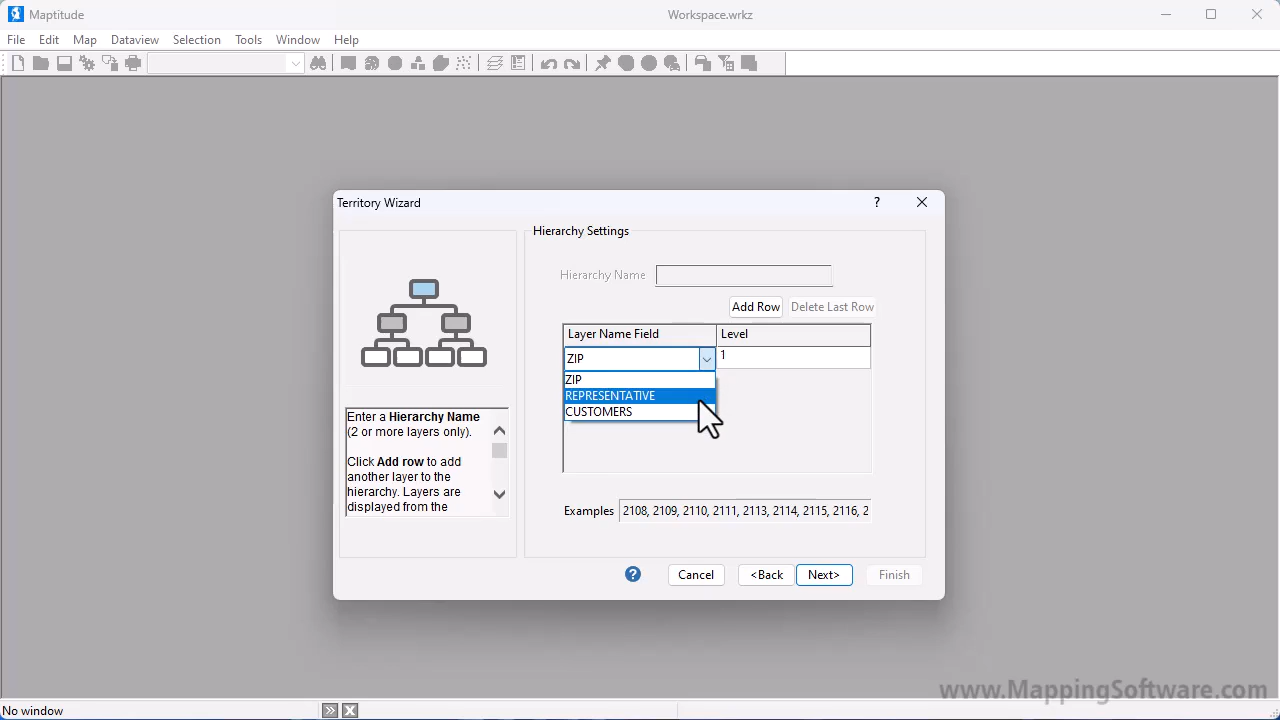 Maptitude
Workspace.wrkz
File Edit Map Dataview Selection Tools Window Help
Territory Wizard
?
Hierarchy Settings
Hierarchy Name
Add Row Delete Last Row
Layer Name Field Level
ZIP 1
ZIP
REPRESENTATIVE
CUSTOMERS
Enter a Hierarchy Name
(2 or more layers only).
Click Add row to add
another layer to the
hierarchy. Layers are
displayed from the
Examples 2108, 2109, 2110, 2111, 2113, 2114, 2115, 2116, 2
? Cancel <Back Next> Finish
www.MappingSoftware.com
No window